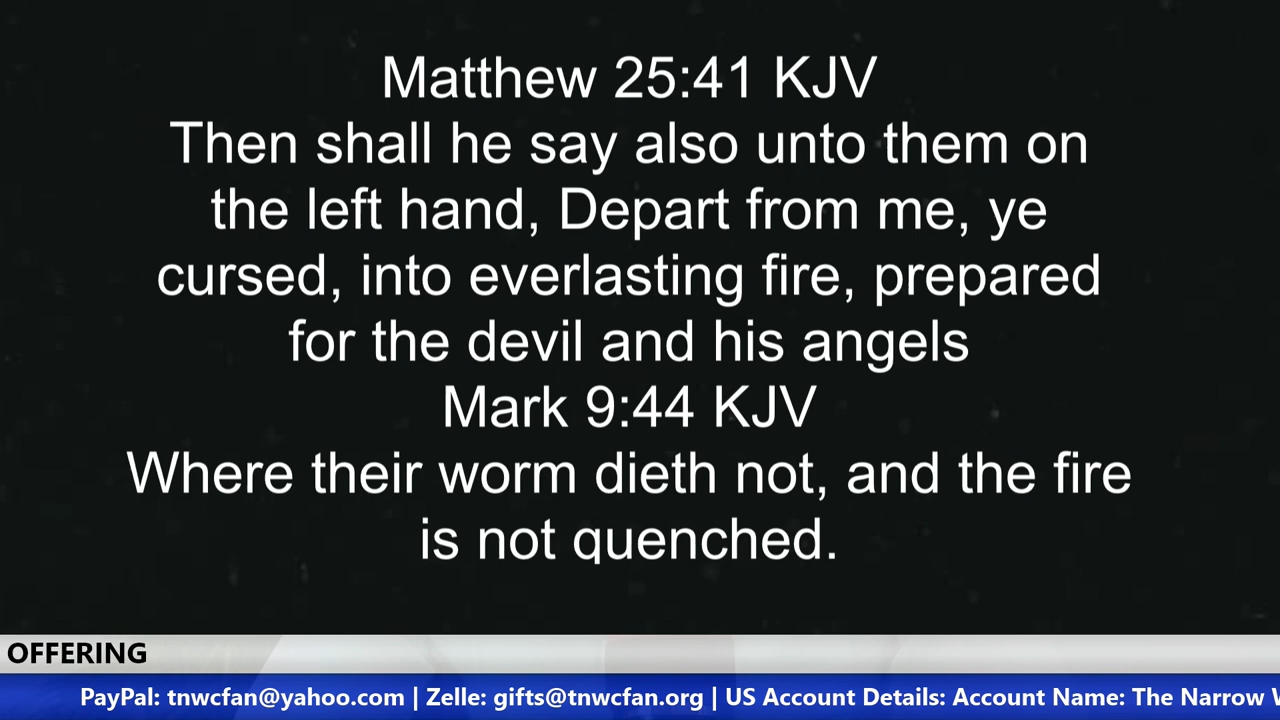 Matthew 25:41 KJV
Then shall he say also unto them on
the left hand, Depart from me, ye
cursed, into everlasting fire, prepared
for the devil and his angels
Mark 9:44 KJV
Where their worm dieth not, and the fire
is not quenched.
OFFERING
PayPal: tnwcfan@yahoo.com | Zelle: gifts@tnwcfan.org | US Account Details: Account Name: The Narrow